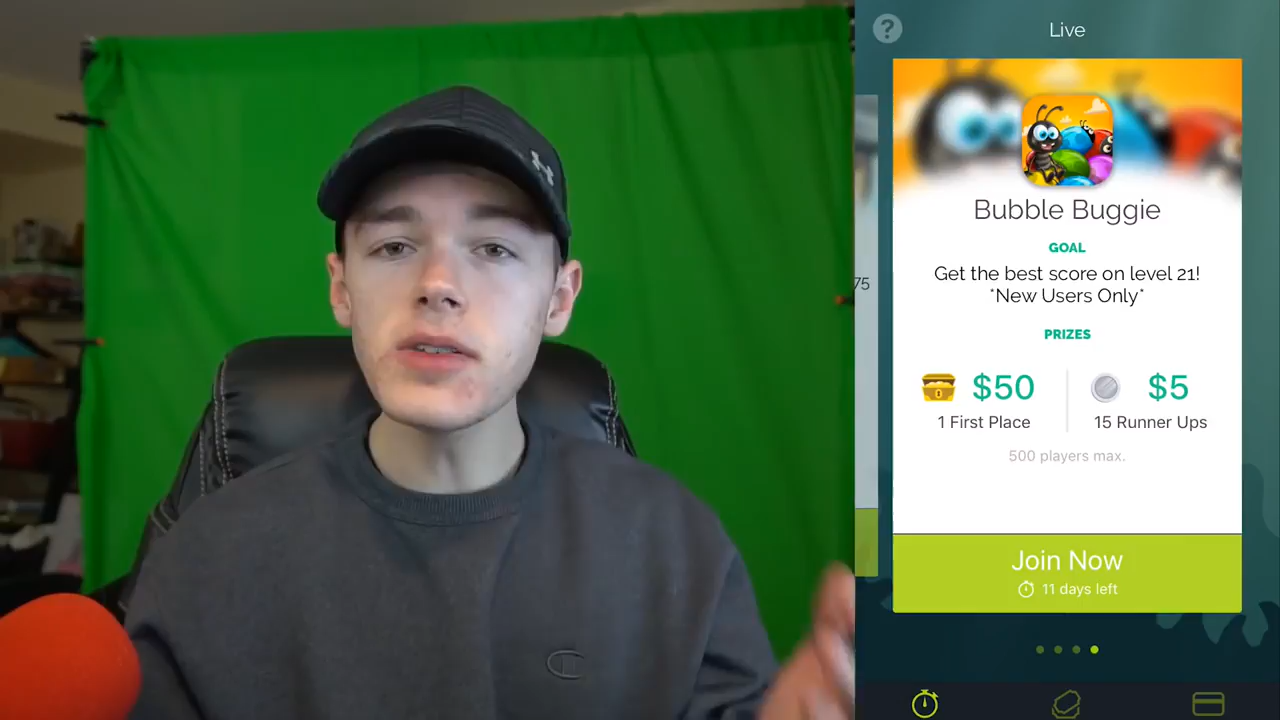 ?
Live
75
Bubble Buggie
GOAL
Get the best score on level 21!
*New Users Only*
PRIZES
$50
$5
1 First Place
15 Runner Ups
500 players max.
Join Now
11 days left